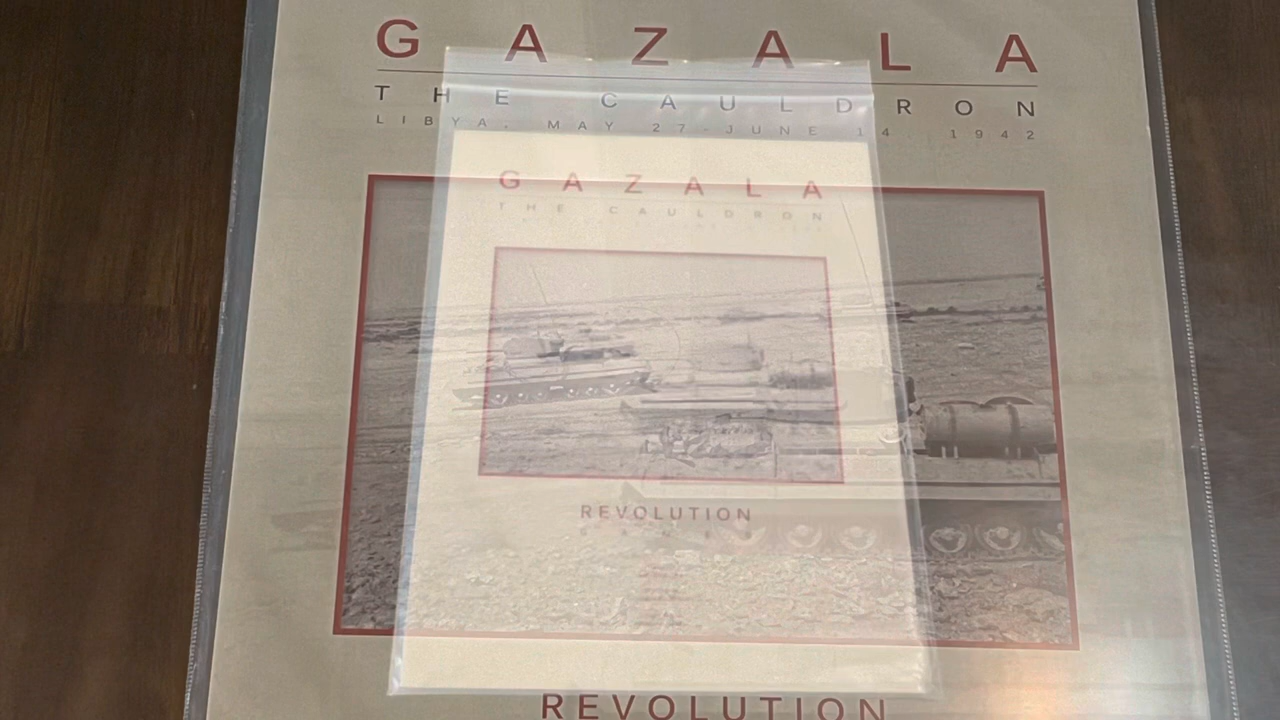 GAZALA
THE CAULDRON
LIBYA, MAY 27-JUNE 14 1942
GAZALA
THE CAULDRON
REVOLUTION
REVOLUTION